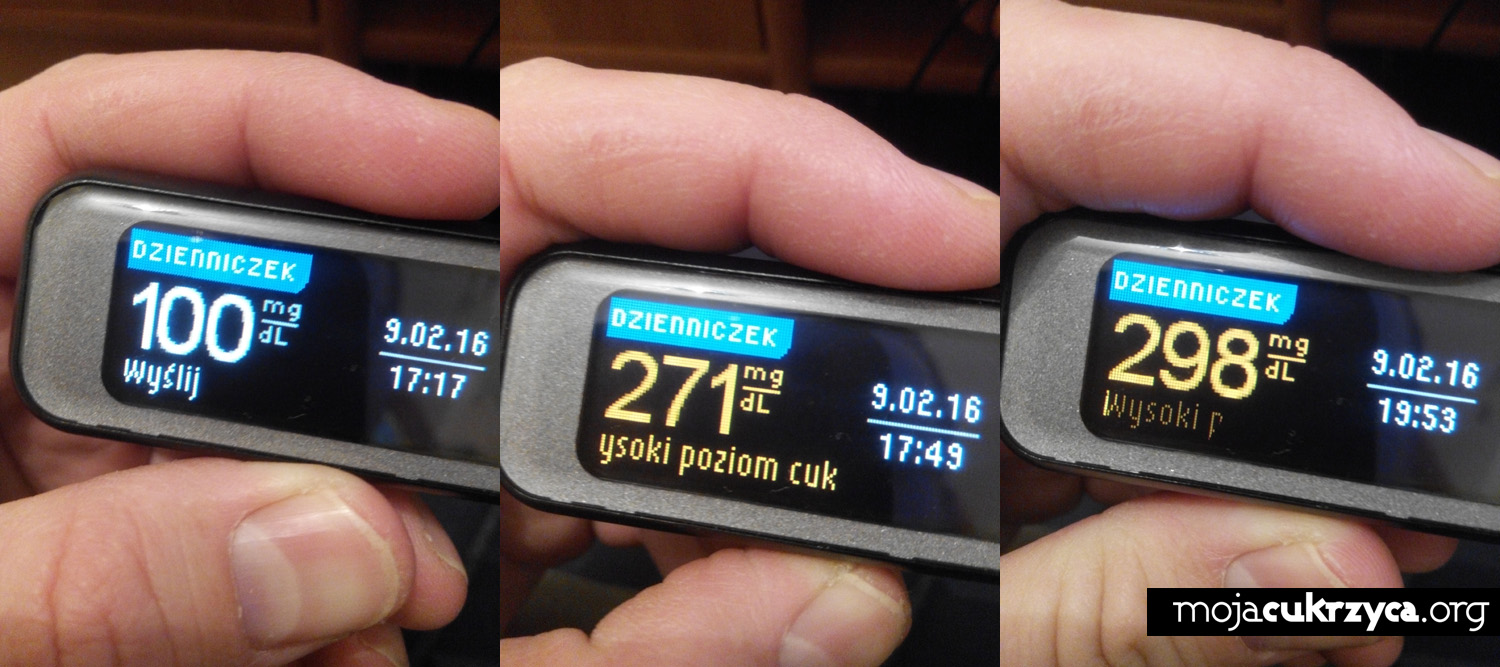 DZIENNICZEK
100 mg/dL
9.02.16
17:17
Wyślij
DZIENNICZEK
271 mg/dL
9.02.16
17:49
ysoki poziom cuk
DZIENNICZEK
298 mg/dL
9.02.16
19:53
Wysoki p
mojacukrzyca.org